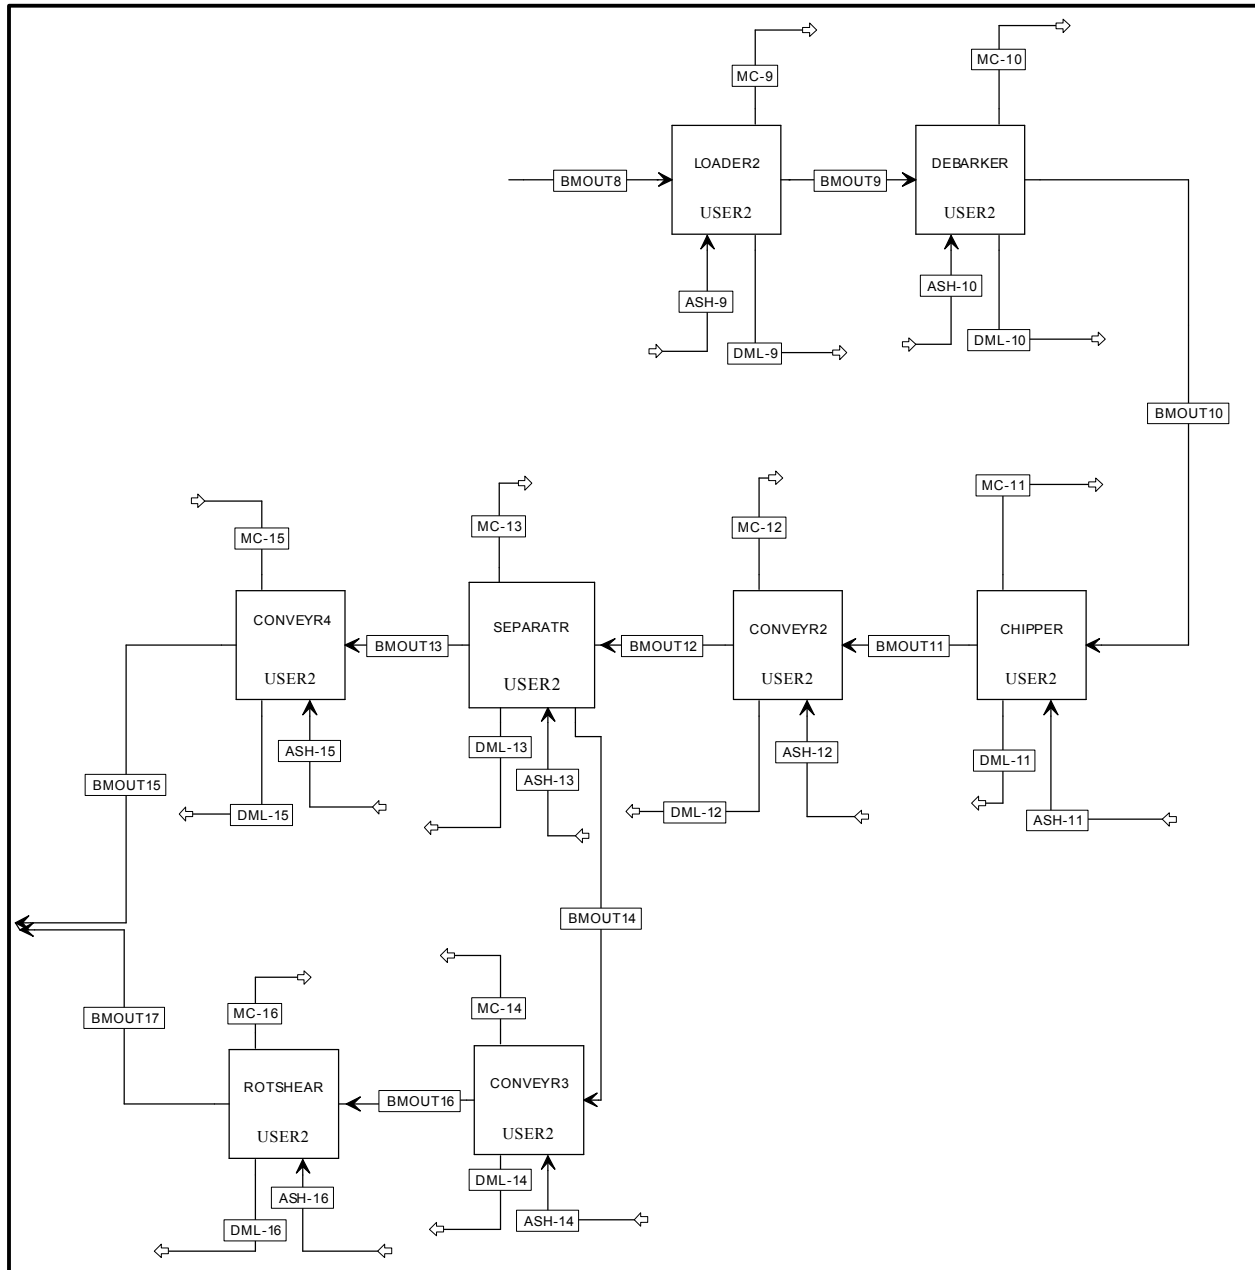 MC-9
MC-10
LOADER2
USER2
DEBARKER
USER2
BMOUT8
BMOUT9
ASH-9
DML-9
ASH-10
DML-10
BMOUT10
MC-15
MC-13
MC-12
MC-11
CONVEYR4
USER2
SEPARATR
USER2
CONVEYR2
USER2
CHIPPER
USER2
BMOUT13
BMOUT12
BMOUT11
BMOUT15
DML-15
ASH-15
DML-13
ASH-13
DML-12
ASH-12
DML-11
ASH-11
BMOUT14
BMOUT17
MC-16
MC-14
ROTSHEAR
USER2
BMOUT16
CONVEYR3
USER2
DML-16
ASH-16
DML-14
ASH-14